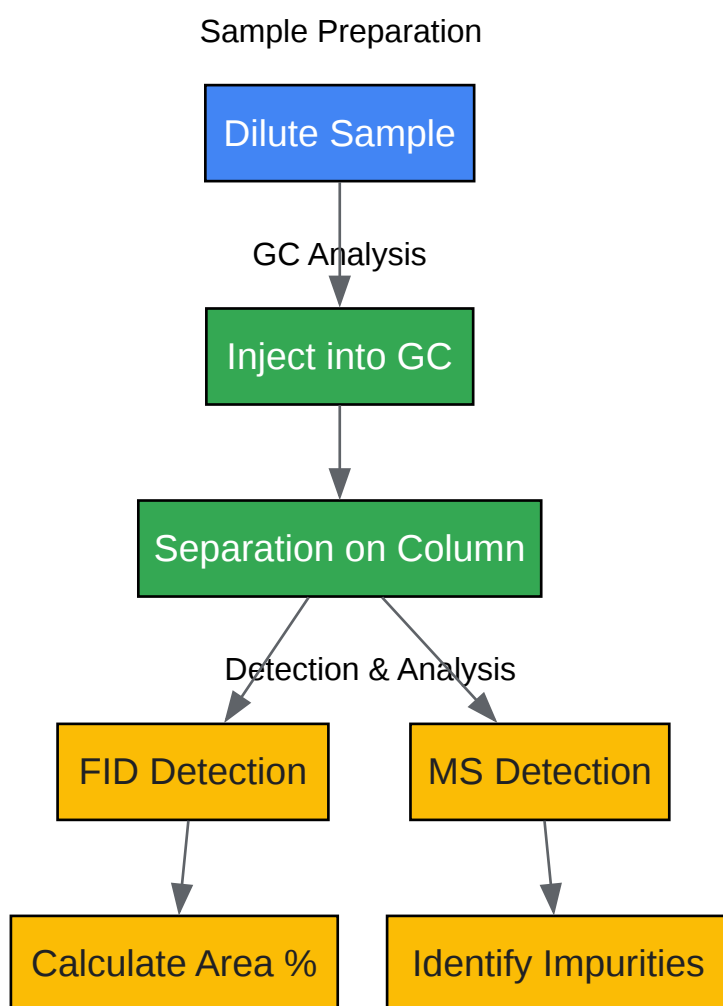 Sample Preparation
Dilute Sample
GC Analysis
Inject into GC
Separation on Column
Detection & Analysis
FID Detection
MS Detection
Calculate Area %
Identify Impurities